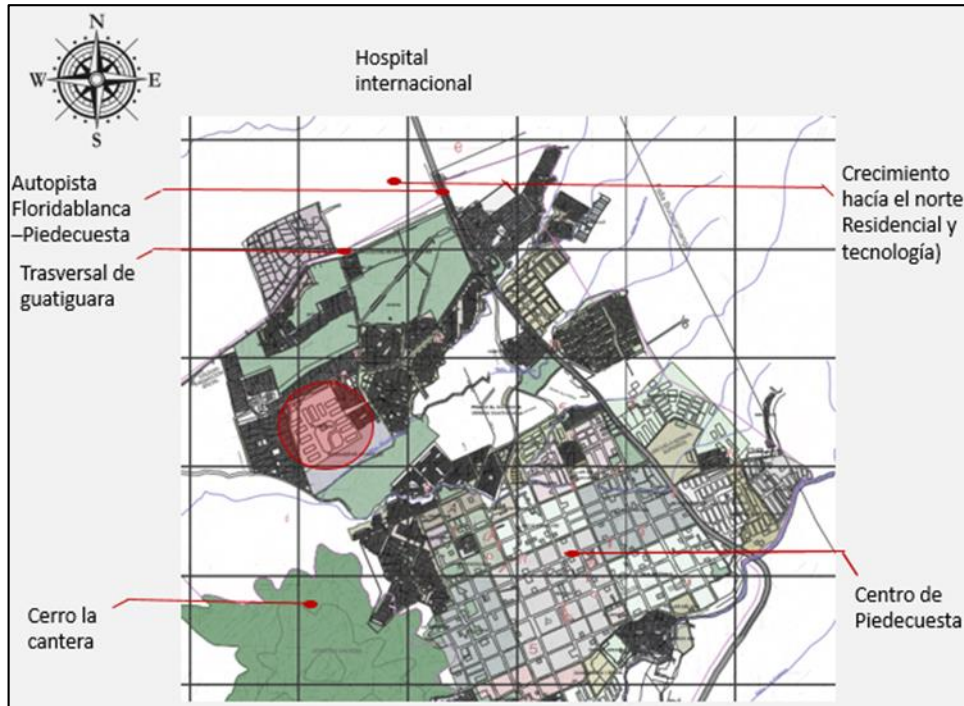 N
W
E
S
Hospital
internacional
Autopista
Floridablanca
–Piedecuesta
Trasversal de
guatiguara
Crecimiento
hacía el norte
Residencial y
tecnología)
Cerro la
cantera
Centro de
Piedecuesta